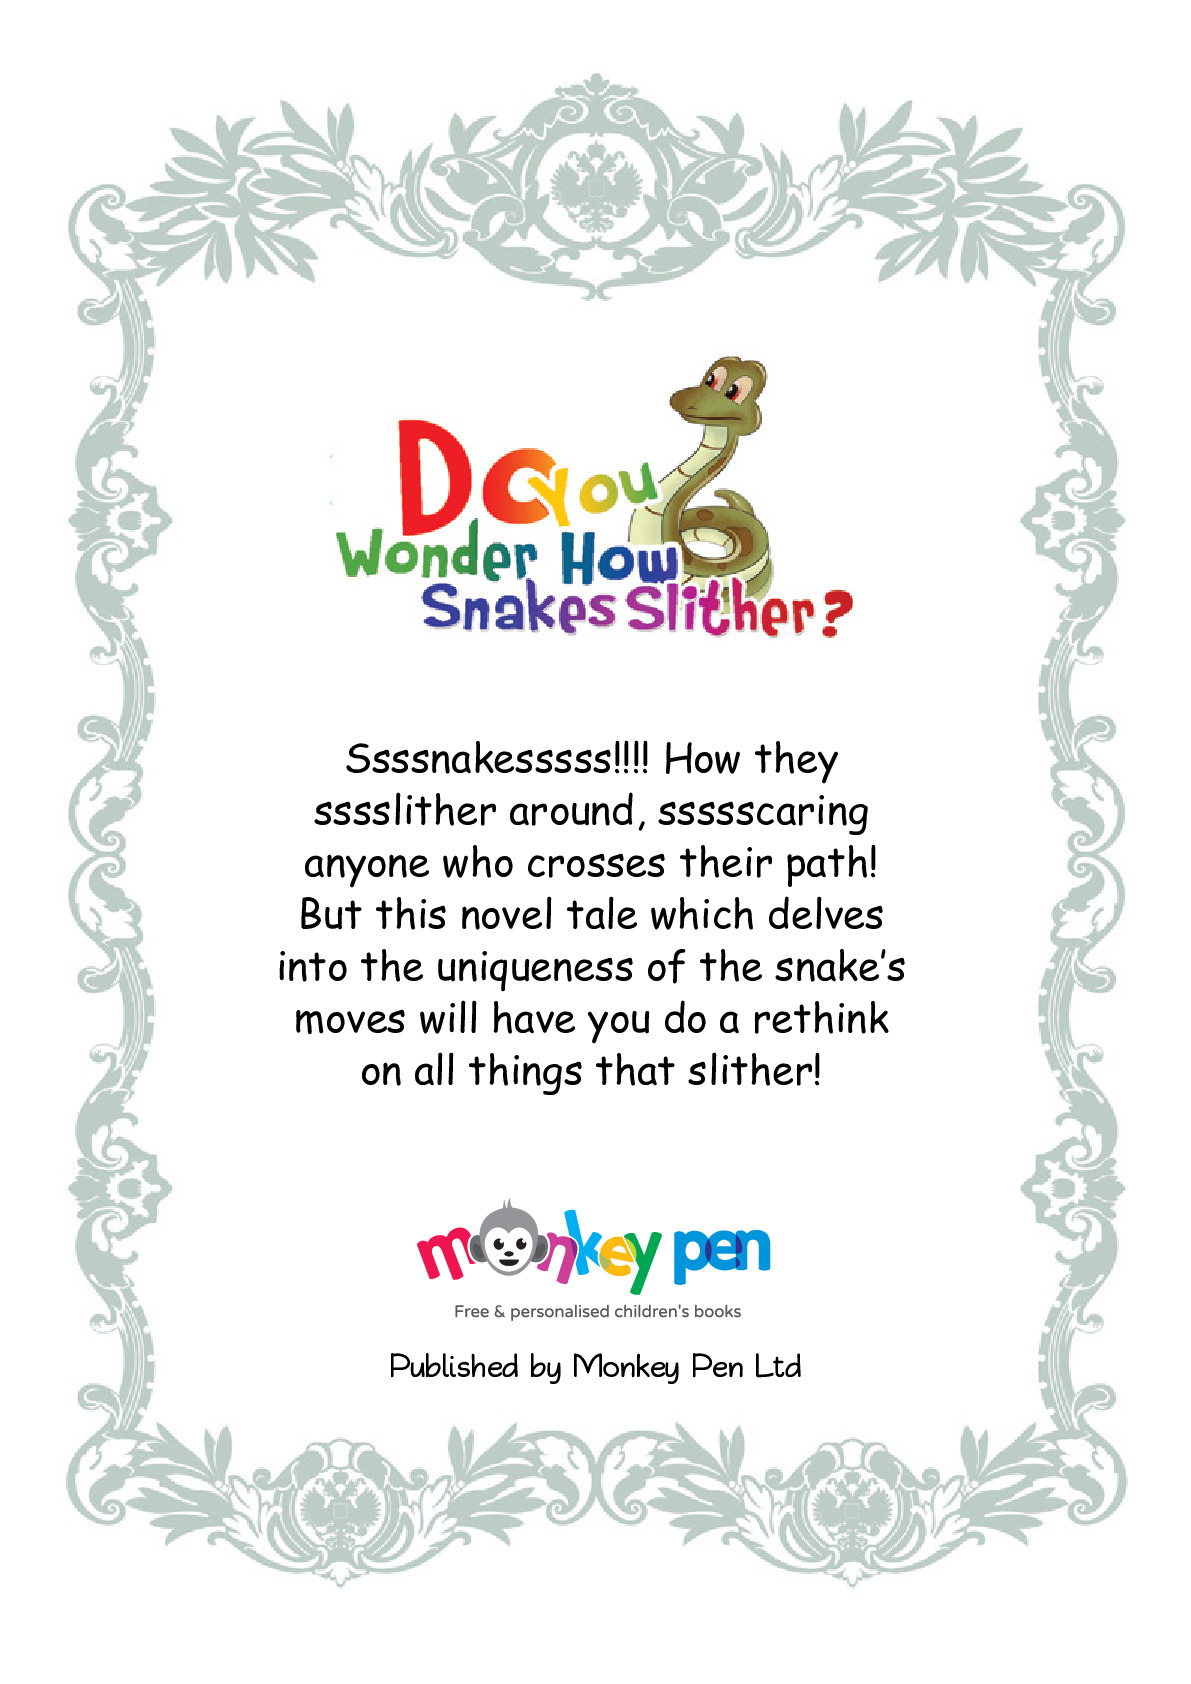 Do You
Wonder How
Snakes Slither?
Ssssnakesssss!!!! How they
sssslither around, ssssscaring
anyone who crosses their path!
But this novel tale which delves
into the uniqueness of the snake’s
moves will have you do a rethink
on all things that slither!
monkey pen
Free & personalised children's books
Published by Monkey Pen Ltd